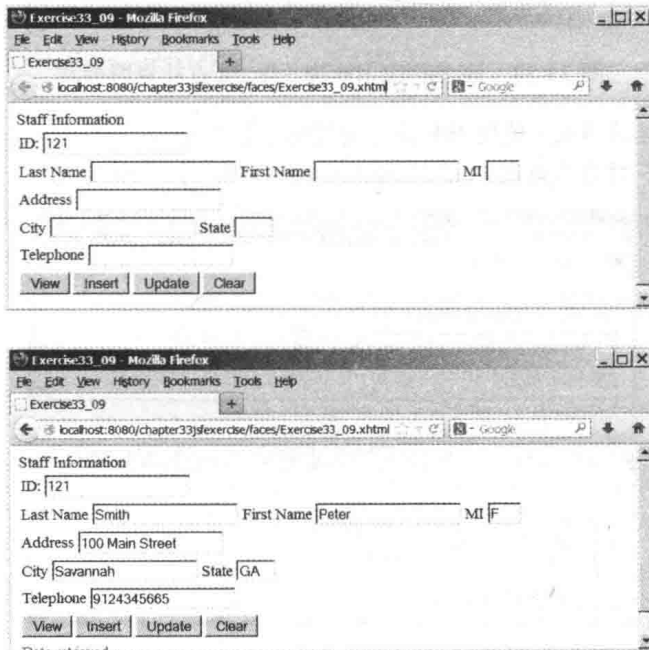 Exercise33_09 - Mozilla Firefox
File Edit View History Bookmarks Tools Help
Exercise33_09 +
localhost:8080/chapter33jsfexercise/faces/Exercise33_09.xhtml Google
Staff Information
ID: 121
Last Name First Name MI
Address
City State
Telephone
View Insert Update Clear
Exercise33_09 - Mozilla Firefox
File Edit View History Bookmarks Tools Help
Exercise33_09 +
localhost:8080/chapter33jsfexercise/faces/Exercise33_09.xhtml Google
Staff Information
ID: 121
Last Name Smith First Name Peter MI F
Address 100 Main Street
City Savannah State GA
Telephone 9124345665
View Insert Update Clear